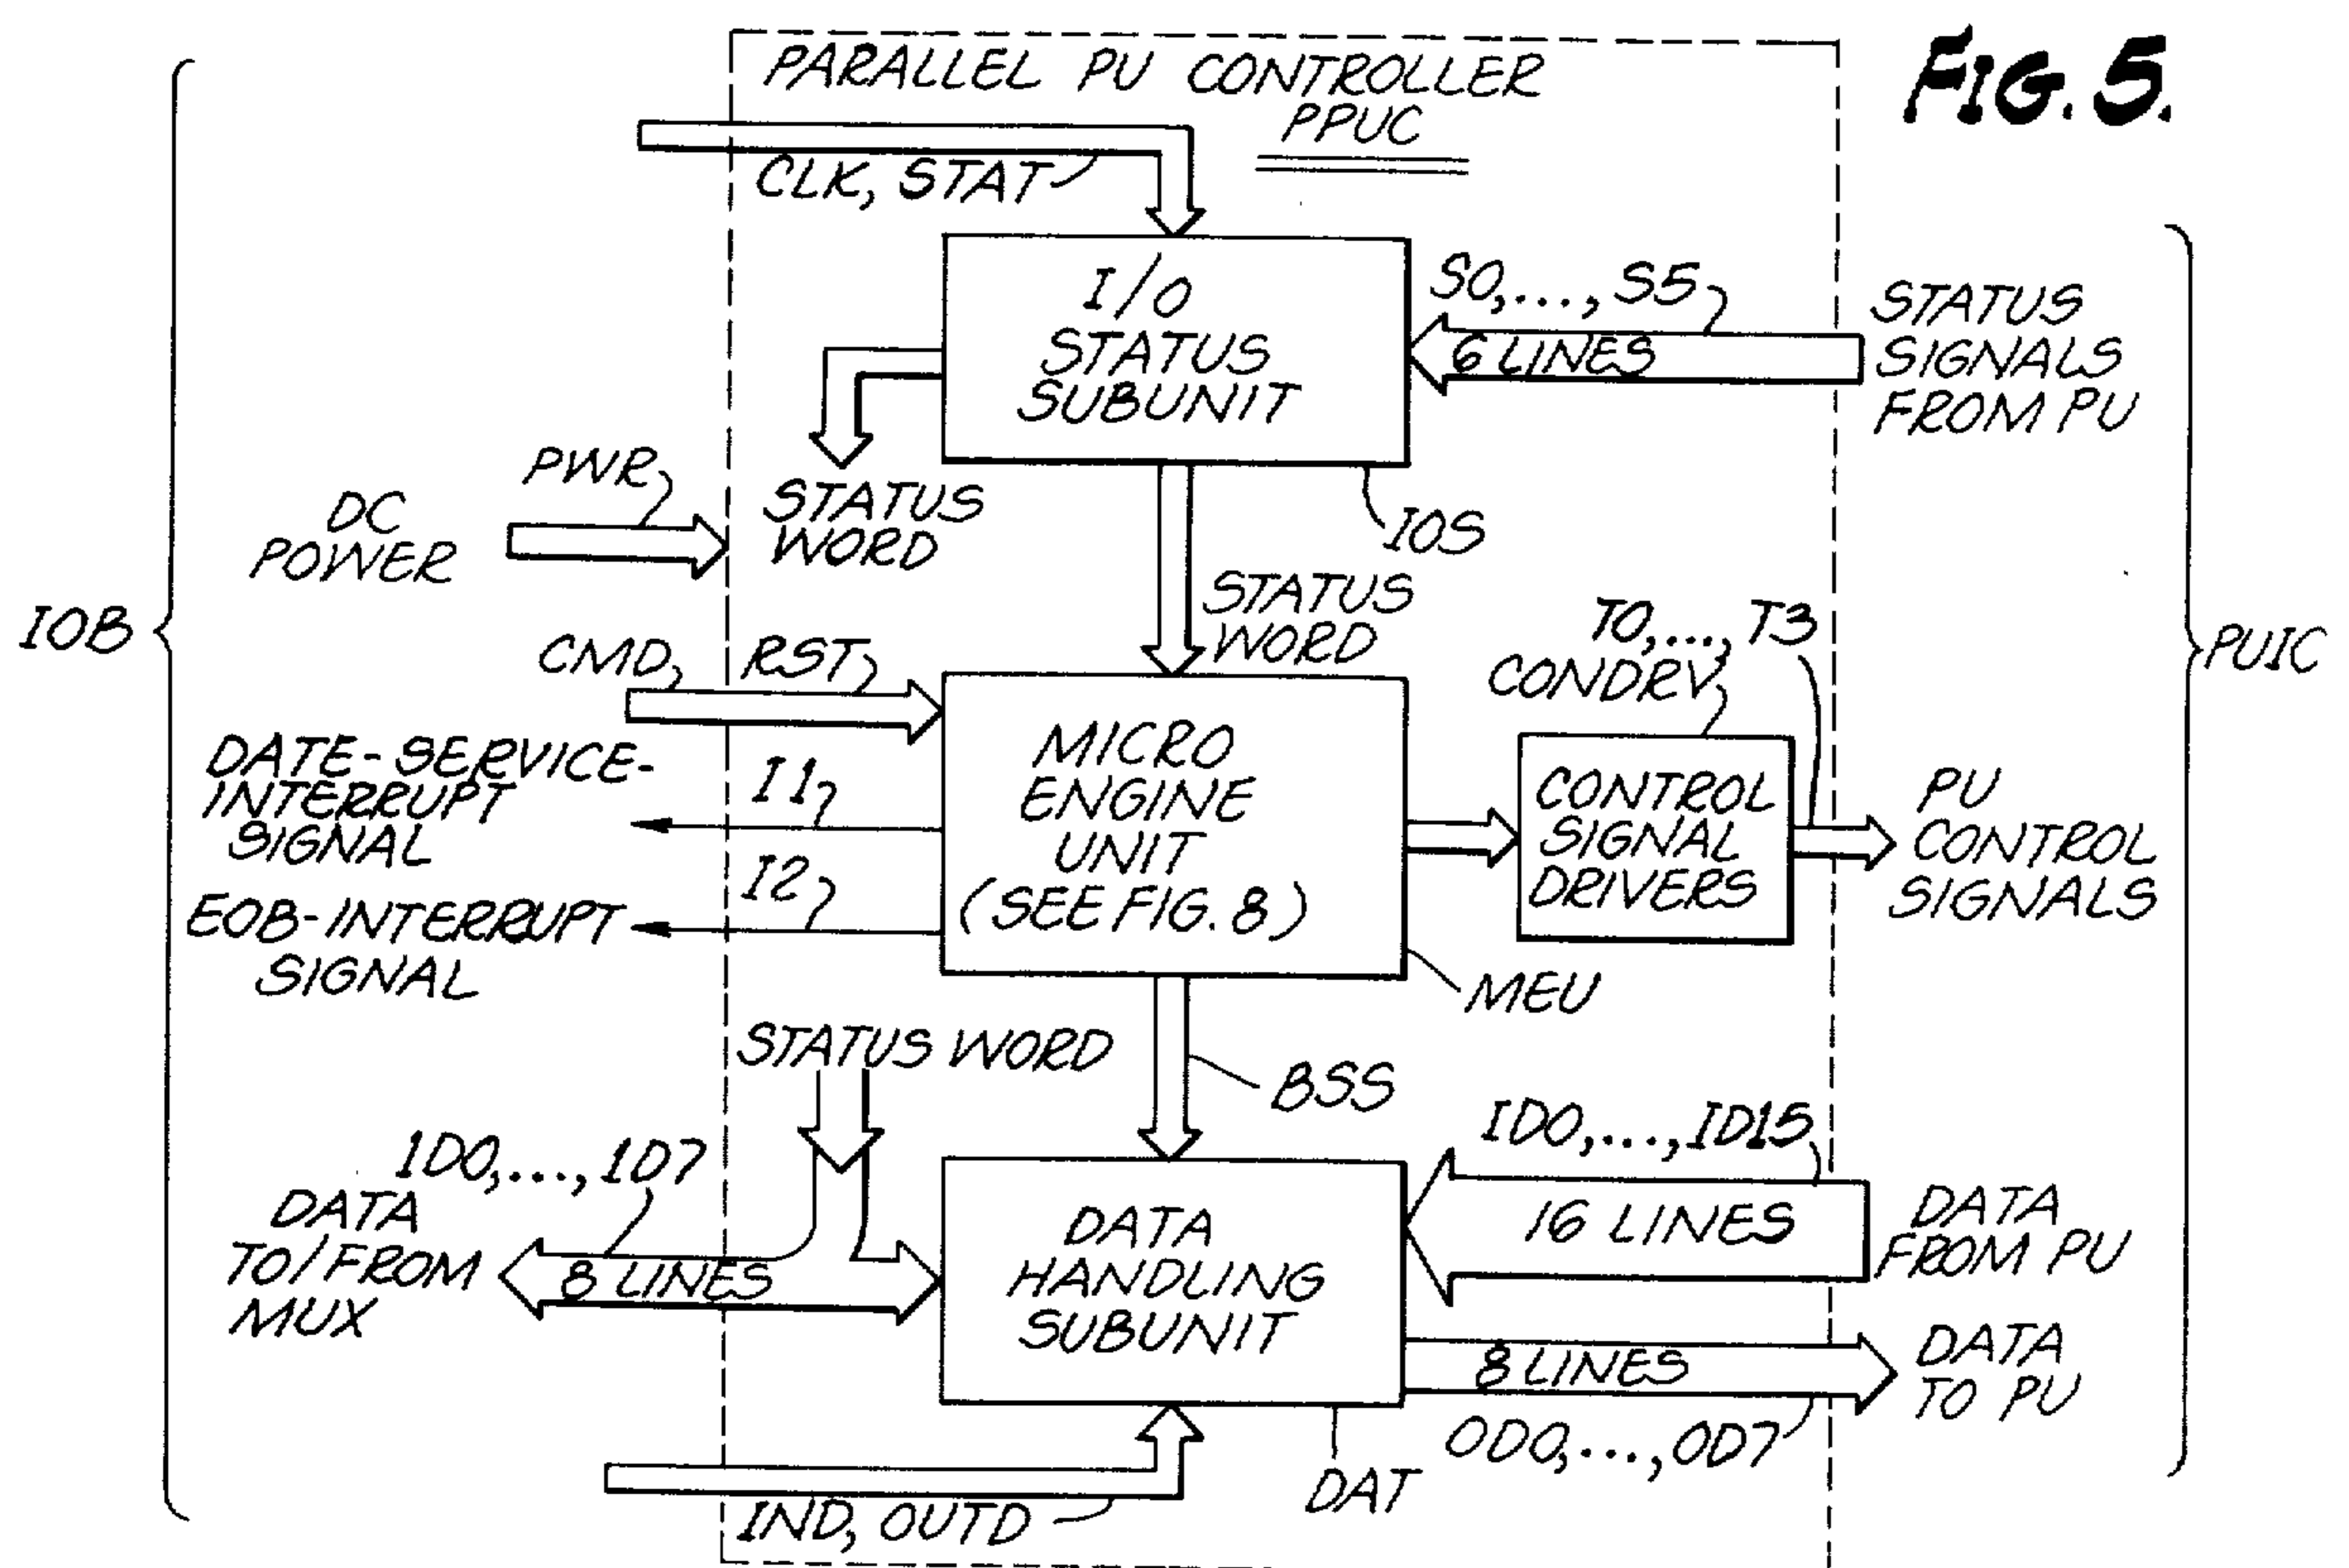 FIG. 5.
PARALLEL PU CONTROLLER
PPUC
CLK, STAT
I/O
STATUS
SUBUNIT
S0,..., S5
6 LINES
STATUS
SIGNALS
FROM PU
PWR
DC
POWER
STATUS
WORD
IOS
IOB
STATUS
WORD
CMD, RST
T0,..., T3
CONDRV
PUIC
DATE-SERVICE-
INTERRUPT
SIGNAL
I1
MICRO
ENGINE
UNIT
(SEE FIG. 8)
CONTROL
SIGNAL
DRIVERS
PU
CONTROL
SIGNALS
I2
EOB-INTERRUPT
SIGNAL
MEU
STATUS WORD
BSS
1D0,..., 1D7
DATA
TO/FROM
MUX
8 LINES
DATA
HANDLING
SUBUNIT
ID0,..., ID15
16 LINES
DATA
FROM PU
8 LINES
DATA
TO PU
OD0,..., OD7
DAT
IND, OUTD